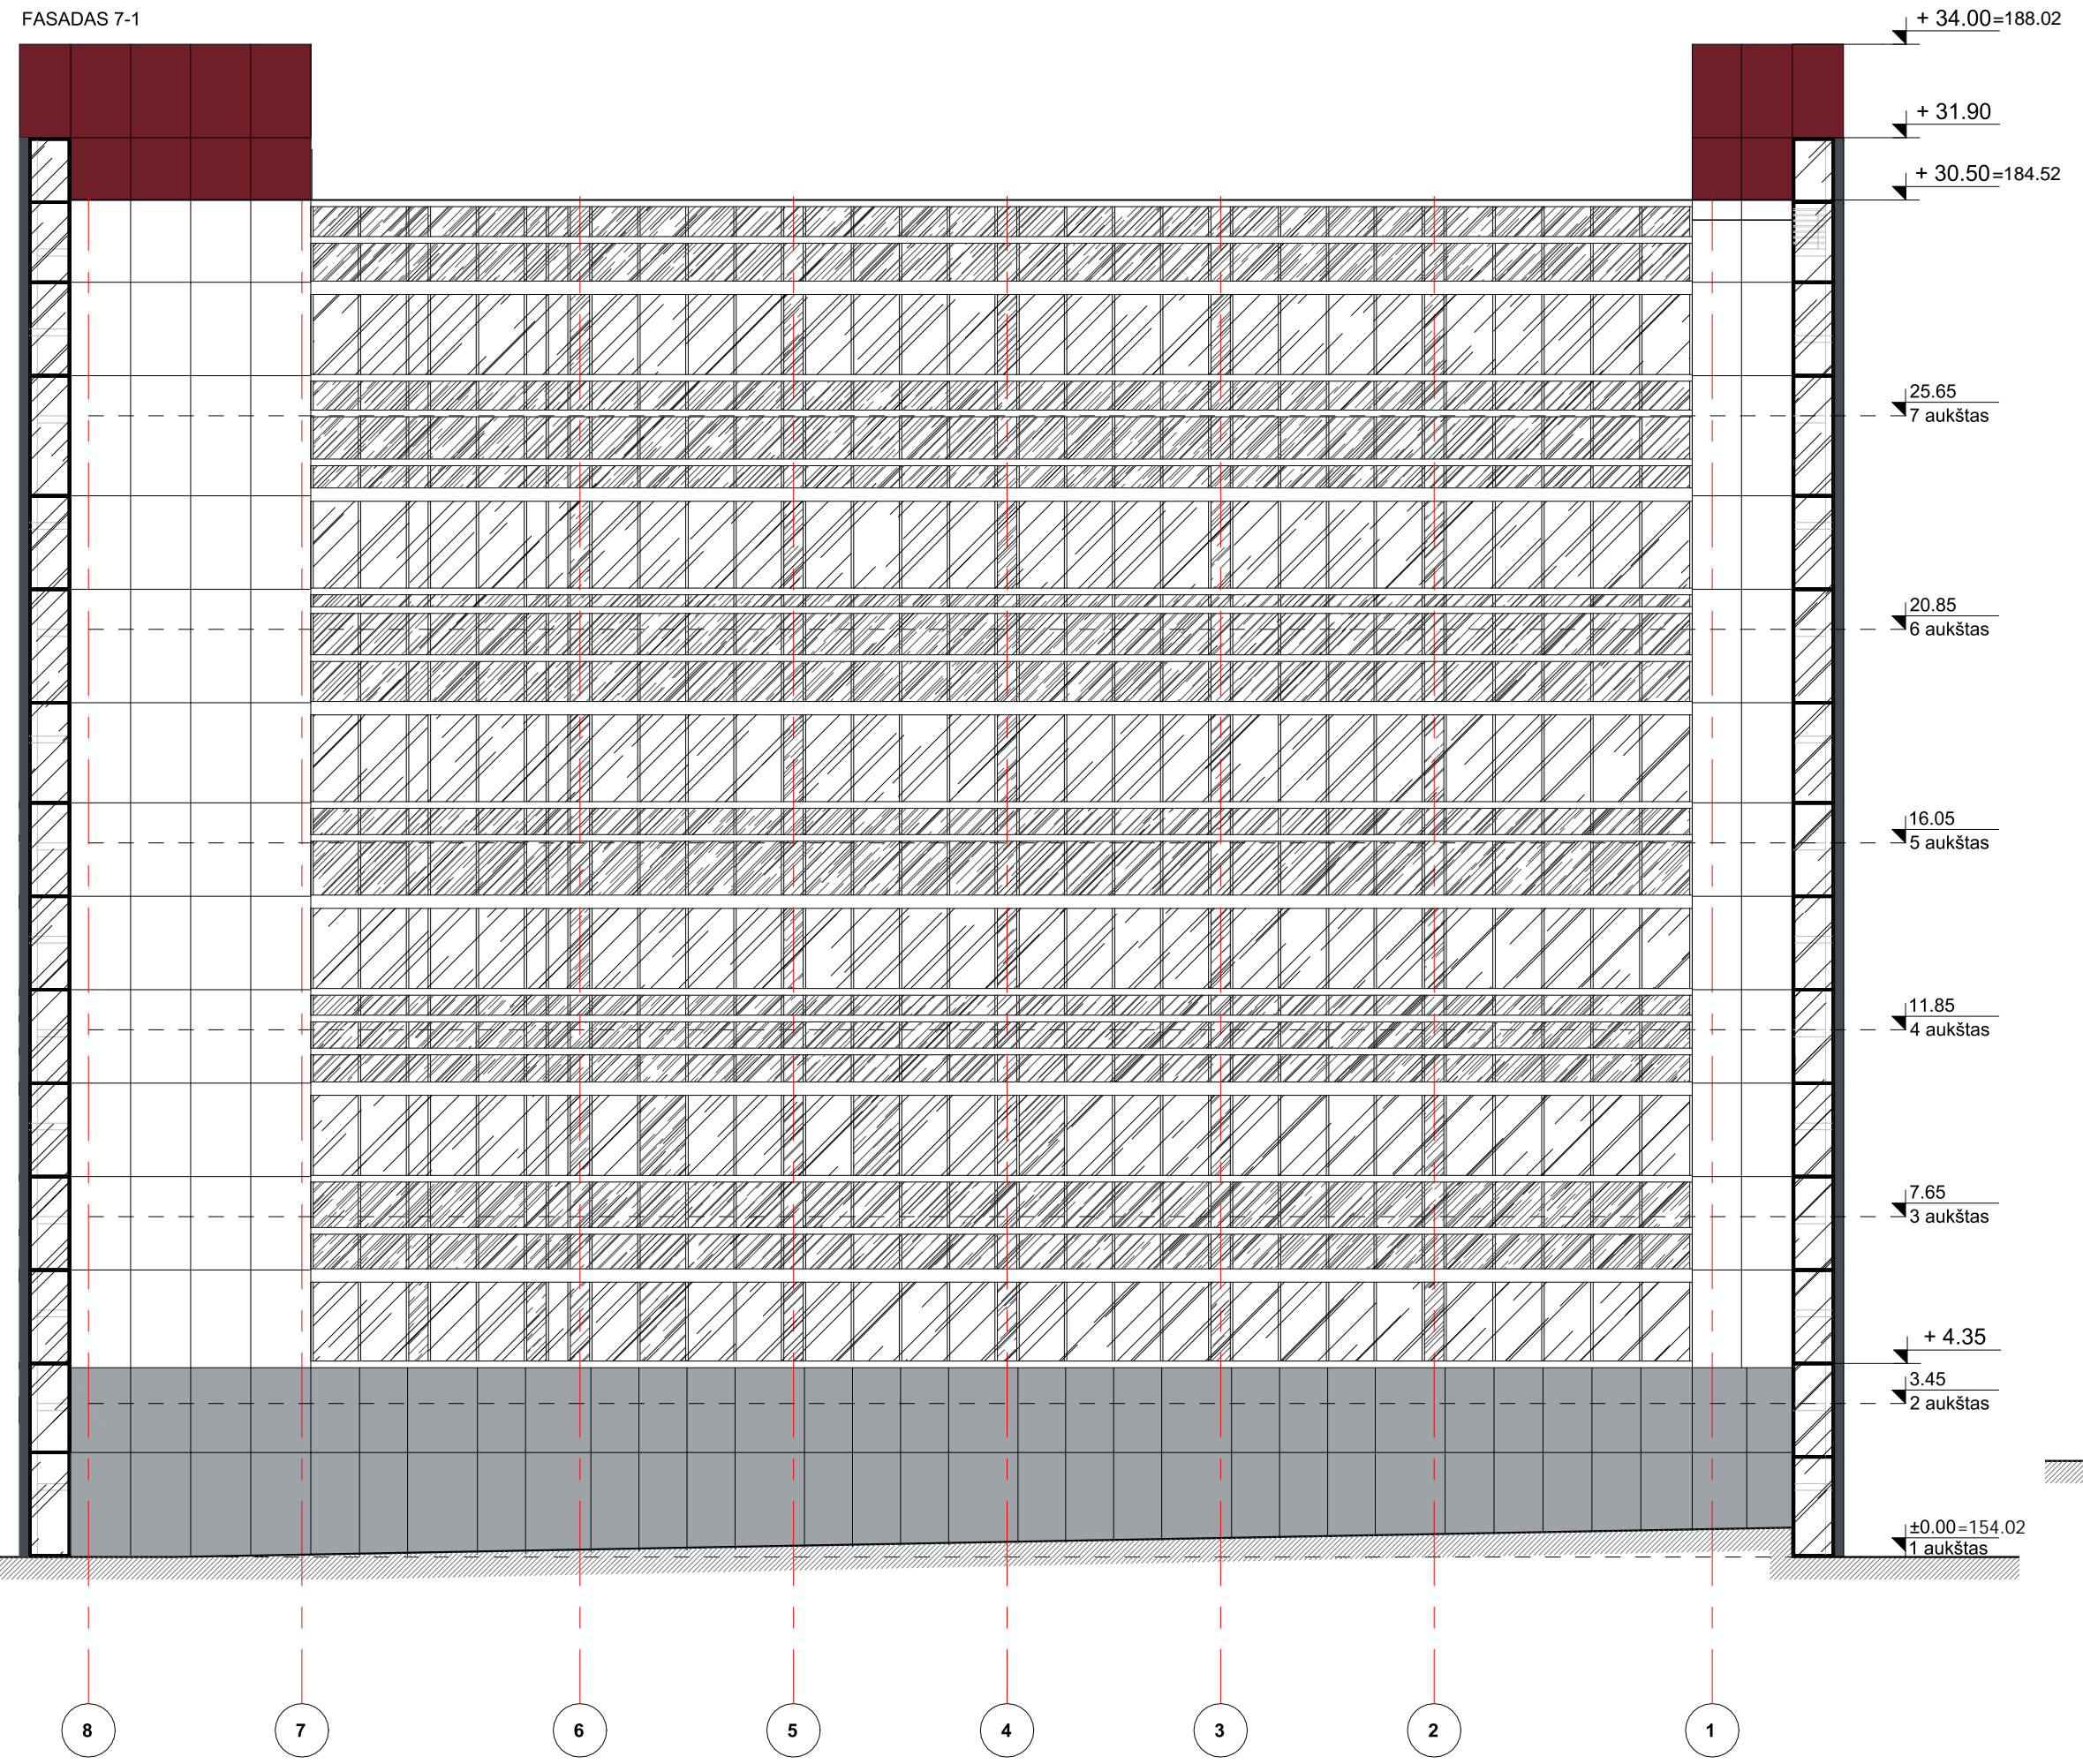 FASADAS 7-1
+ 34.00=188.02
+ 31.90
+ 30.50=184.52
25.65
7 aukštas
20.85
6 aukštas
16.05
5 aukštas
11.85
4 aukštas
7.65
3 aukštas
+ 4.35
3.45
2 aukštas
±0.00=154.02
1 aukštas
8 7 6 5 4 3 2 1